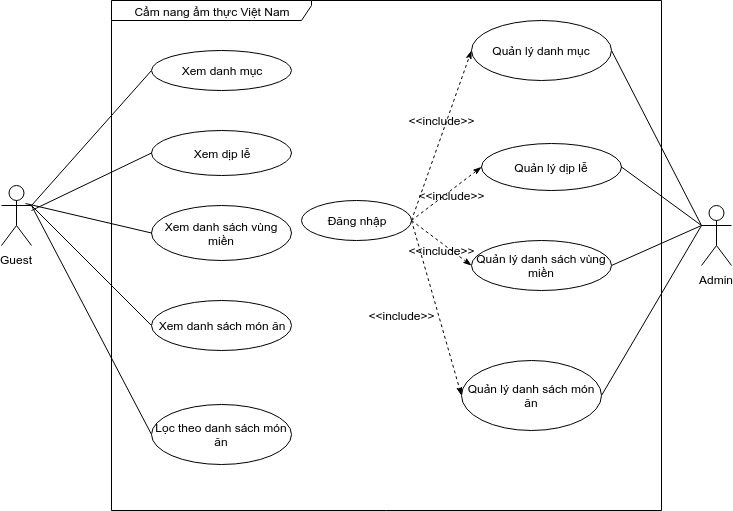 Cẩm nang ẩm thực Việt Nam
Xem danh mục
Xem dịp lễ
Xem danh sách vùng
miền
Xem danh sách món ăn
Lọc theo danh sách món
ăn
Guest
Đăng nhập
<<include>>
<<include>>
<<include>>
<<include>>
Quản lý danh mục
Quản lý dịp lễ
Quản lý danh sách vùng
miền
Quản lý danh sách món
ăn
Admin